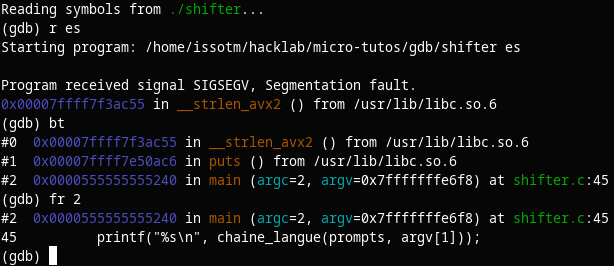 Reading symbols from ./shifter...
(gdb) r es
Starting program: /home/issotm/hacklab/micro-tutos/gdb/shifter es

Program received signal SIGSEGV, Segmentation fault.
0x00007ffff7f3ac55 in __strlen_avx2 () from /usr/lib/libc.so.6
(gdb) bt
#0  0x00007ffff7f3ac55 in __strlen_avx2 () from /usr/lib/libc.so.6
#1  0x00007ffff7e50ac6 in puts () from /usr/lib/libc.so.6
#2  0x0000555555555240 in main (argc=2, argv=0x7fffffffe6f8) at shifter.c:45
(gdb) fr 2
#2  0x0000555555555240 in main (argc=2, argv=0x7fffffffe6f8) at shifter.c:45
45          printf("%s\n", chaine_langue(prompts, argv[1]));
(gdb)